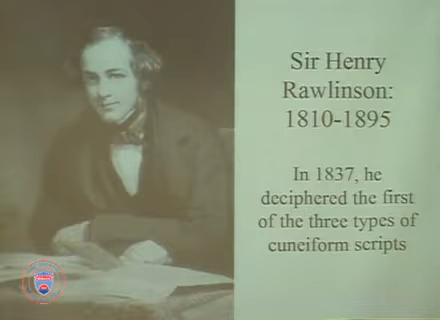 Sir Henry
Rawlinson:
1810-1895
In 1837, he
deciphered the first
of the three types of
cuneiform scripts